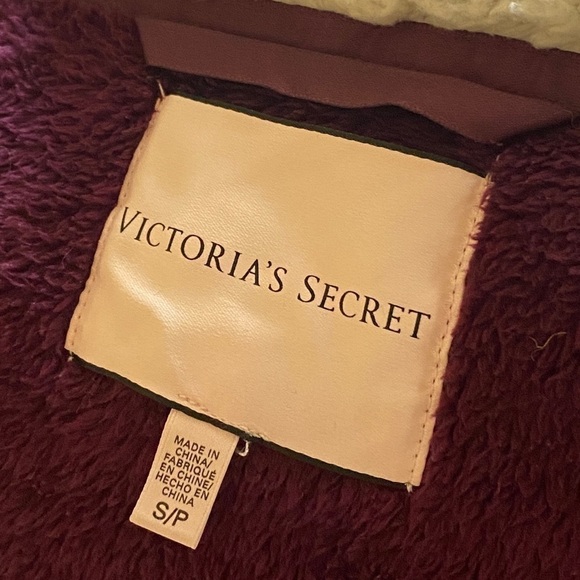 VICTORIA'S SECRET
MADE IN
CHINA/
FABRIQUÉ
EN CHINE/
HECHO EN
CHINA
S/P